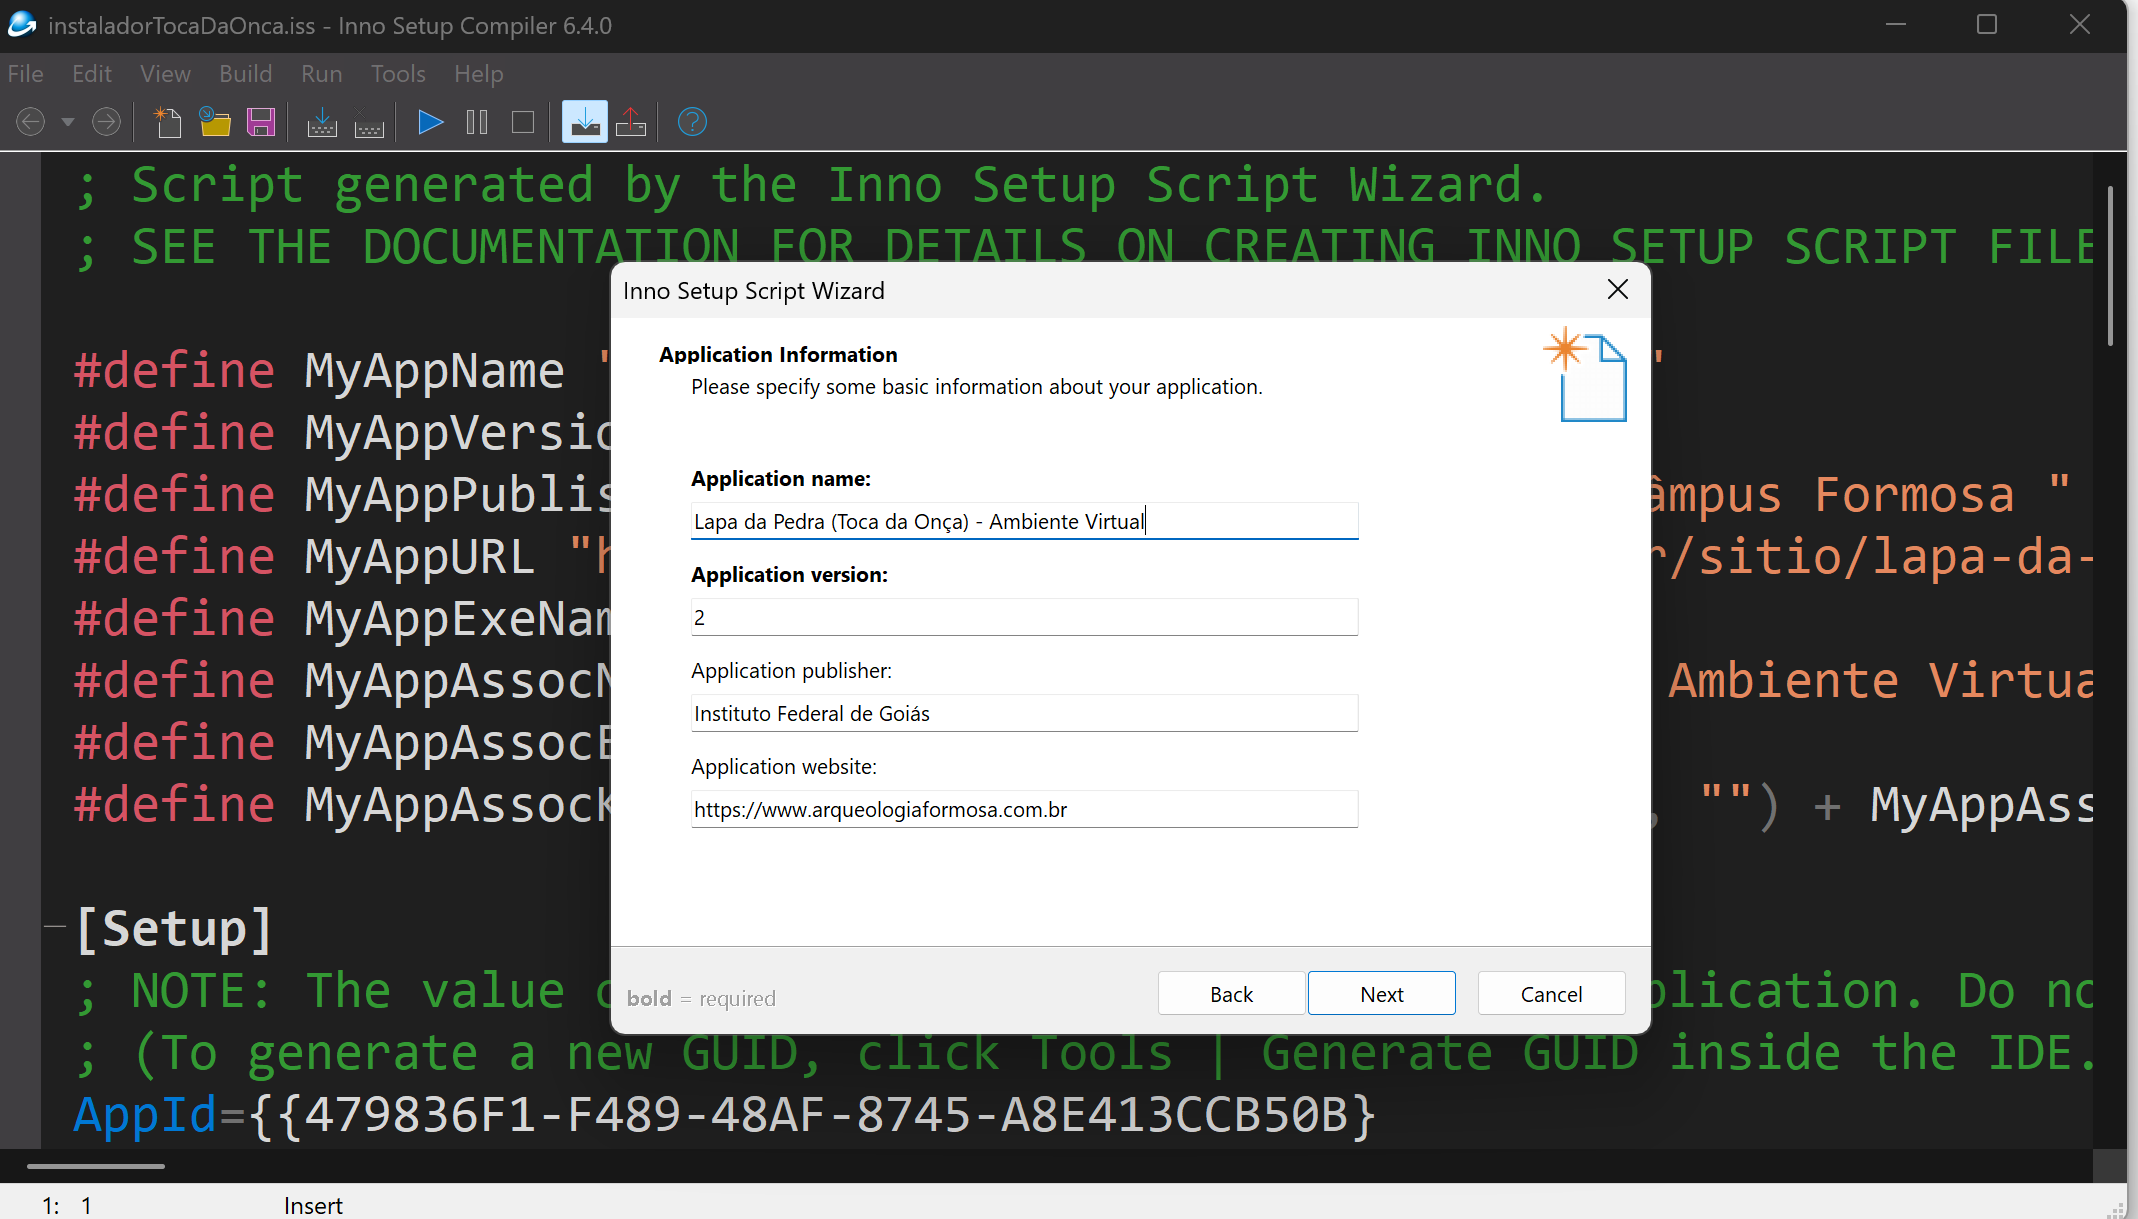 instaladorTocaDaOnca.iss - Inno Setup Compiler 6.4.0
File Edit View Build Run Tools Help
; Script generated by the Inno Setup Script Wizard.
; SEE THE DOCUMENTATION FOR DETAILS ON CREATING INNO SETUP SCRIPT FILE
#define MyAppName "
"
#define MyAppVersio
#define MyAppPublis
âmpus Formosa "
#define MyAppURL "h
r/sitio/lapa-da-
#define MyAppExeNam
#define MyAppAssocN
Ambiente Virtua
#define MyAppAssocE
#define MyAppAssocK
, "") + MyAppAss
[Setup]
; NOTE: The value o
plication. Do no
; (To generate a new GUID, click Tools | Generate GUID inside the IDE.
AppId={{479836F1-F489-48AF-8745-A8E413CCB50B}
1: 1 Insert
Inno Setup Script Wizard
Application Information
Please specify some basic information about your application.
Application name:
Lapa da Pedra (Toca da Onça) - Ambiente Virtual
Application version:
2
Application publisher:
Instituto Federal de Goiás
Application website:
https://www.arqueologiaformosa.com.br
bold = required
Back Next Cancel